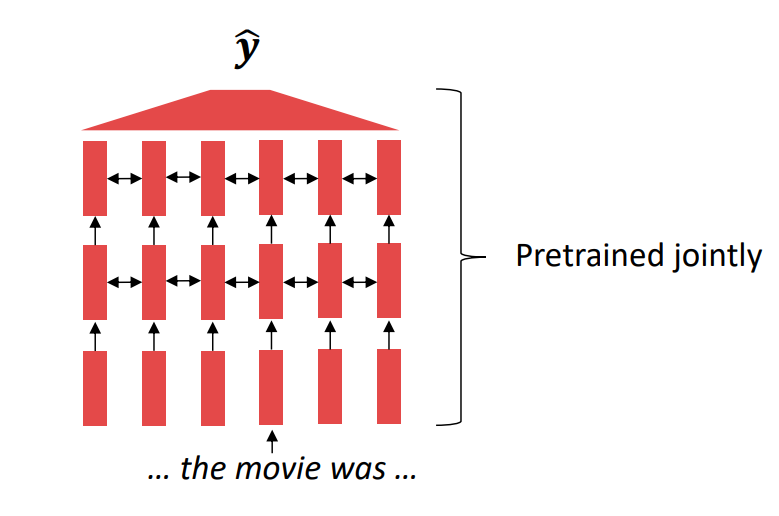 ŷ
Pretrained jointly
... the movie was ...